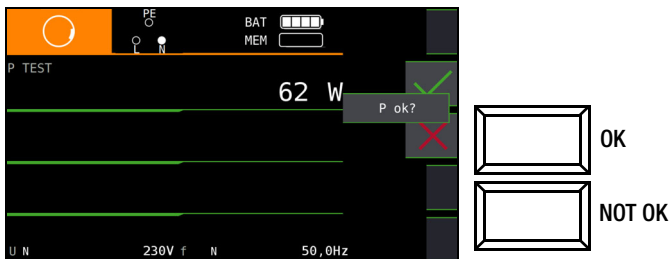 PE
BAT
L N
MEM
P TEST
62 W
P ok?
OK
NOT OK
U N 230V f N 50,0Hz